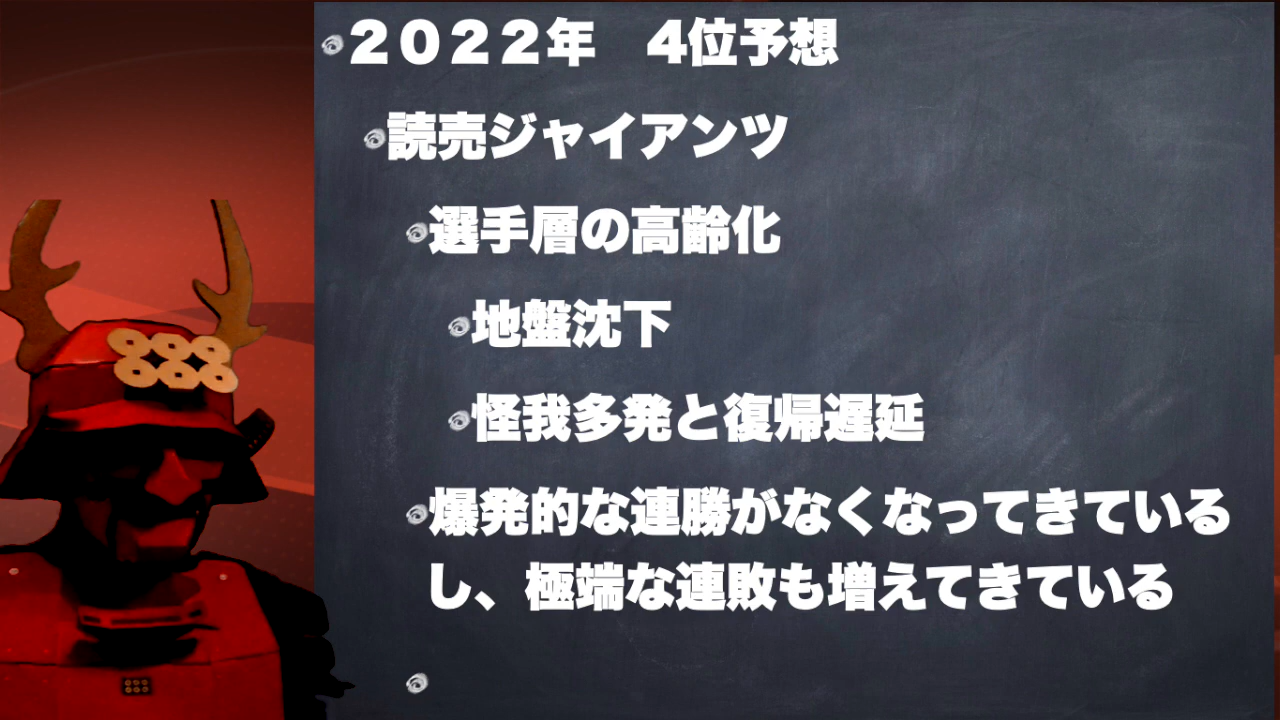 ２０２２年　4位予想
読売ジャイアンツ
選手層の高齢化
地盤沈下
怪我多発と復帰遅延
爆発的な連勝がなくなってきている
し、極端な連敗も増えてきている